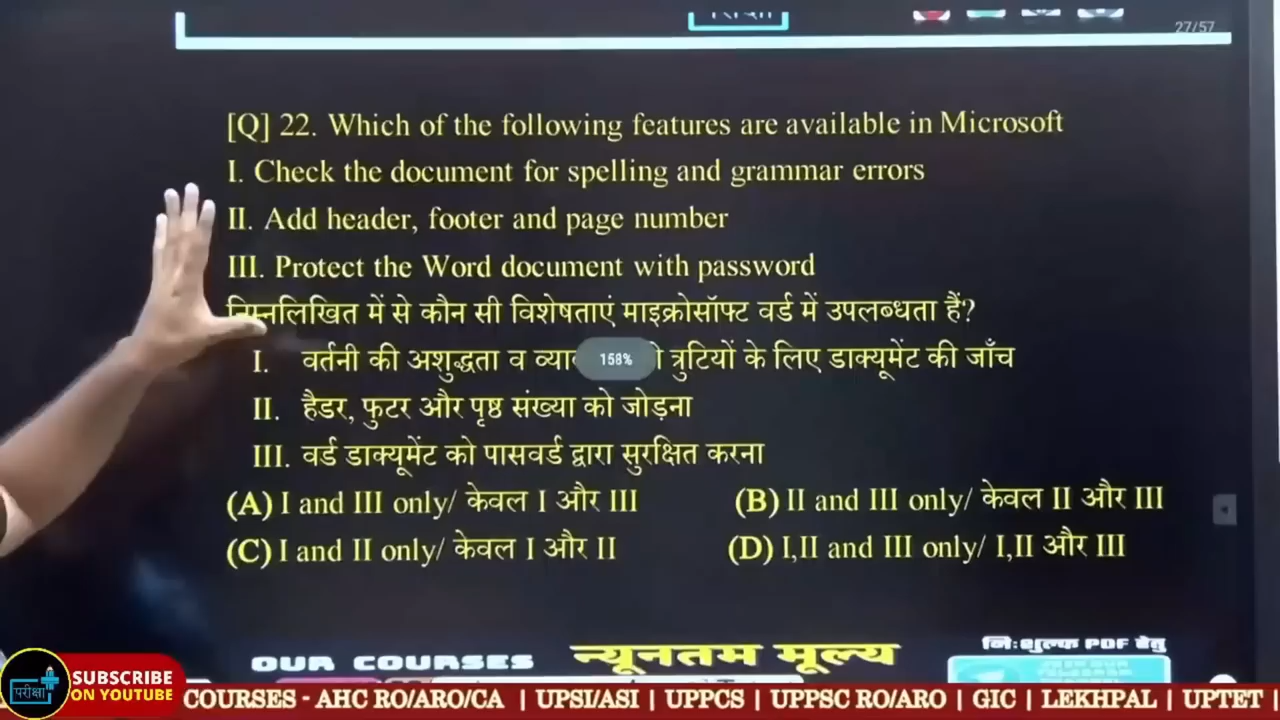 27/57
[Q] 22. Which of the following features are available in Microsoft
I. Check the document for spelling and grammar errors
II. Add header, footer and page number
III. Protect the Word document with password
निम्नलिखित में से कौन सी विशेषताएं माइक्रोसॉफ्ट वर्ड में उपलब्धता हैं?
I. वर्तनी की अशुद्धता व त्रुटियों के लिए डाक्यूमेंट की जाँच
158%
II. हैडर, फुटर और पृष्ठ संख्या को जोड़ना
III. वर्ड डाक्यूमेंट को पासवर्ड द्वारा सुरक्षित करना
(A) I and III only/ केवल I और III (B) II and III only/ केवल II और III
(C) I and II only/ केवल I और II (D) I,II and III only/ I,II और III
OUR COURSES न्यूनतम मूल्य नि:शुल्क PDF हेतु
परीक्षा SUBSCRIBE
ON YOUTUBE
COURSES - AHC RO/ARO/CA | UPSI/ASI | UPPCS | UPPSC RO/ARO | GIC | LEKHPAL | UPTET |